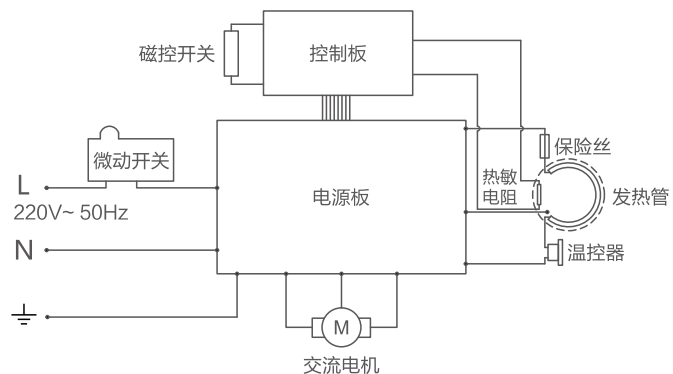 磁控开关
控制板
微动开关
保险丝
热敏
电阻
L
220V~ 50Hz
电源板
发热管
N
温控器
M
交流电机